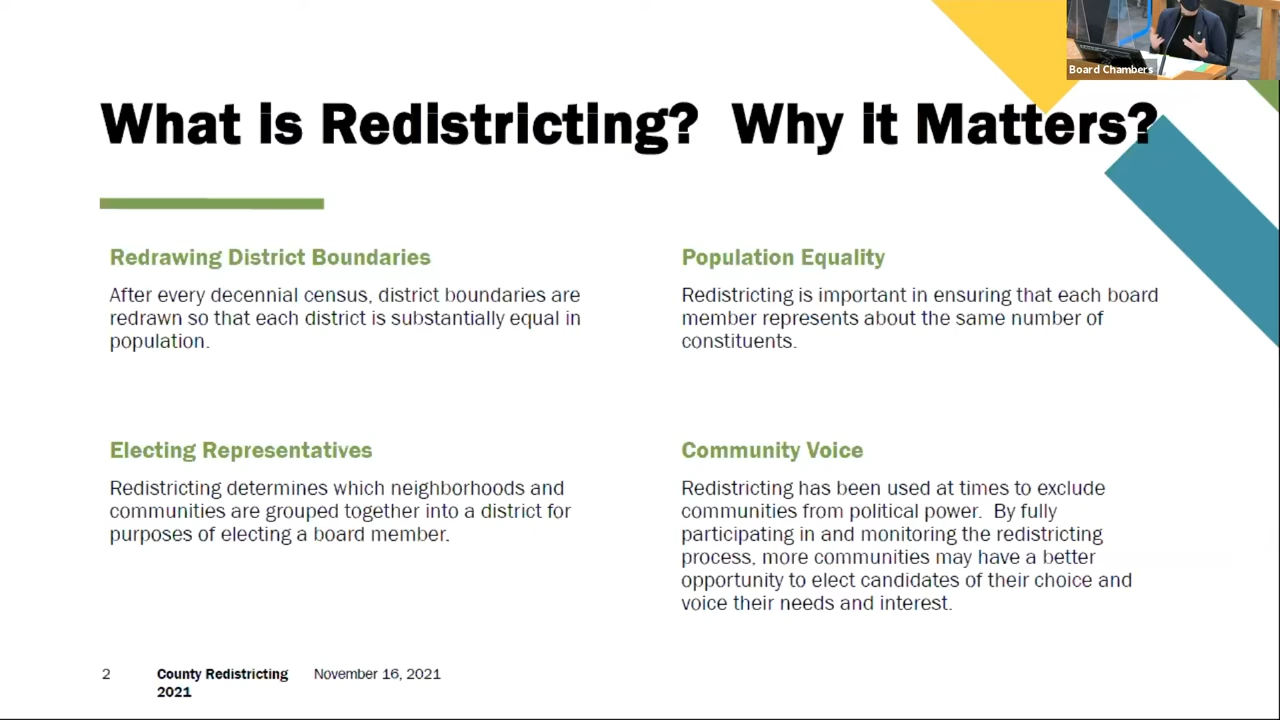 Board Chambers
What is Redistricting?  Why it Matters?
Redrawing District Boundaries
After every decennial census, district boundaries are
redrawn so that each district is substantially equal in
population.
Population Equality
Redistricting is important in ensuring that each board
member represents about the same number of
constituents.
Electing Representatives
Redistricting determines which neighborhoods and
communities are grouped together into a district for
purposes of electing a board member.
Community Voice
Redistricting has been used at times to exclude
communities from political power.  By fully
participating in and monitoring the redistricting
process, more communities may have a better
opportunity to elect candidates of their choice and
voice their needs and interest.
2 County Redistricting November 16, 2021
2021